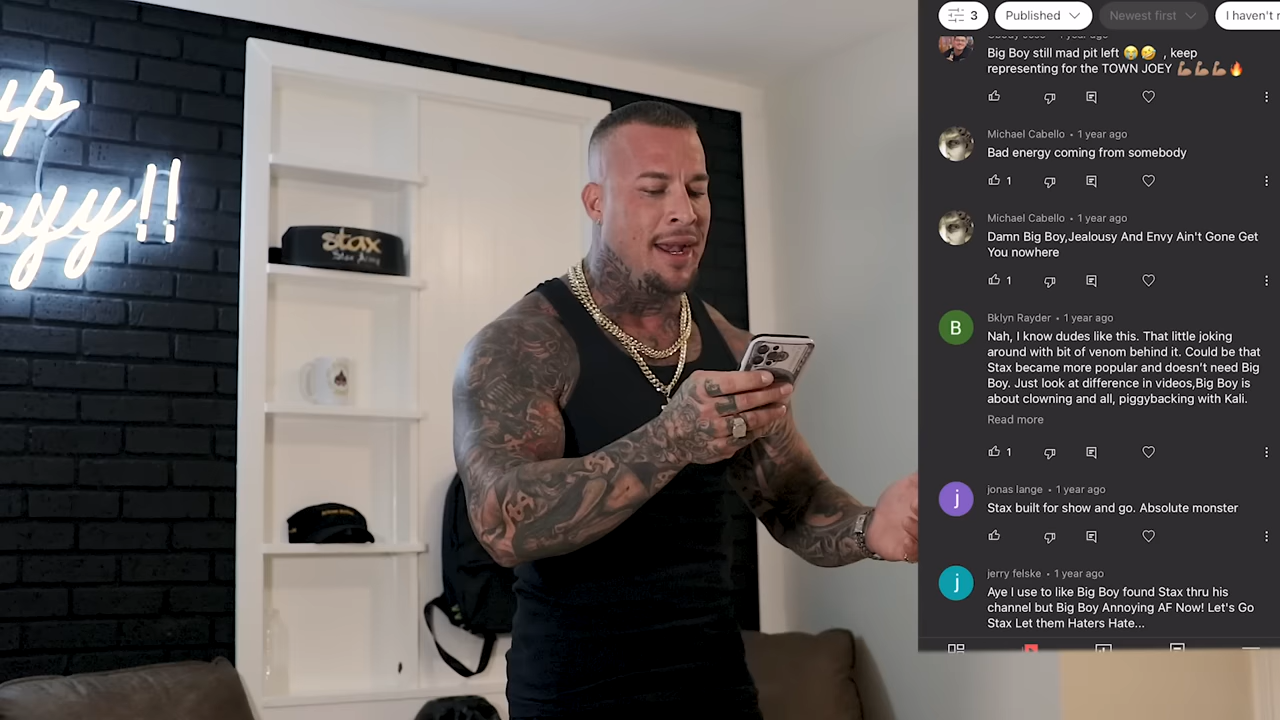 up
stax
Stax Army
3
Published
Newest first
I haven't r
1 year ago
Big Boy still mad pit left 😭🤣 , keep
representing for the TOWN JOEY 💪🏽💪🏽💪🏽🔥
Michael Cabello • 1 year ago
Bad energy coming from somebody
1
Michael Cabello • 1 year ago
Damn Big Boy,Jealousy And Envy Ain't Gone Get
You nowhere
1
B
Bklyn Rayder • 1 year ago
Nah, I know dudes like this. That little joking
around with bit of venom behind it. Could be that
Stax became more popular and doesn't need Big
Boy. Just look at difference in videos,Big Boy is
about clowning and all, piggybacking with Kali.
Read more
1
j
jonas lange • 1 year ago
Stax built for show and go. Absolute monster
j
jerry felske • 1 year ago
Aye I use to like Big Boy found Stax thru his
channel but Big Boy Annoying AF Now! Let's Go
Stax Let them Haters Hate...